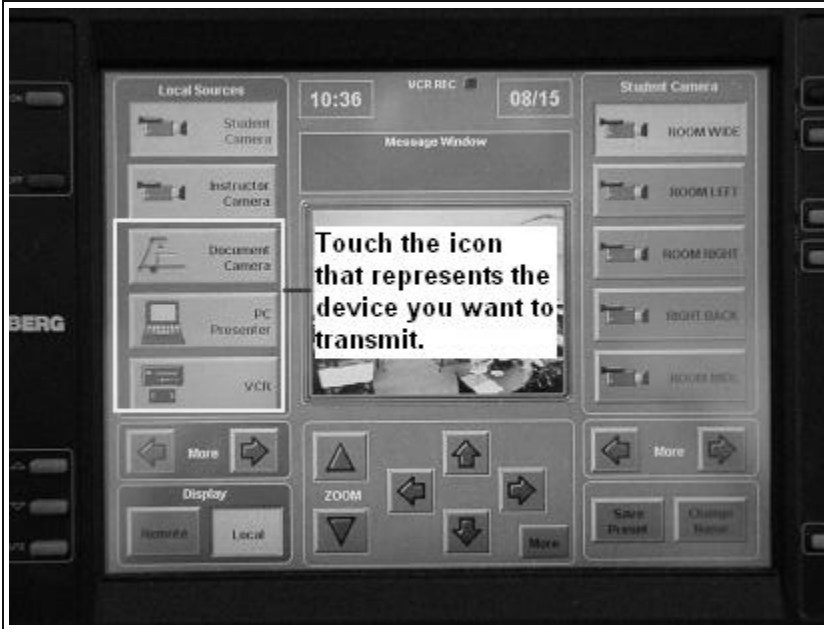 Local Sources
Student
Camera
Instructor
Camera
Document
Camera
PC
Presenter
VCR
More
Display
Remote
Local
10:36
VCR REC
08/15
Message Window
Touch the icon
that represents the
device you want to
transmit.
ZOOM
More
Student Camera
ROOM WIDE
ROOM LEFT
ROOM RIGHT
RIGHT BACK
ROOM
More
Save
Preset
Change
Name
BERG